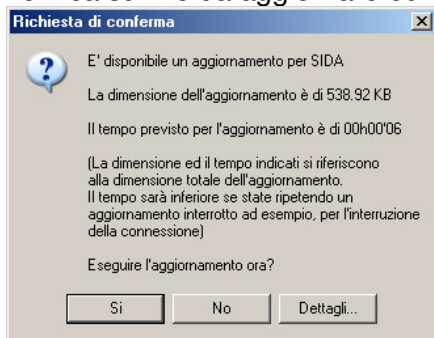 Richiesta di conferma
E' disponibile un aggiornamento per SIDA
La dimensione dell'aggiornamento è di 538.92 KB
Il tempo previsto per l'aggiornamento è di 00h00'06
(La dimensione ed il tempo indicati si riferiscono
alla dimensione totale dell'aggiornamento.
Il tempo sarà inferiore se state ripetendo un
aggiornamento interrotto ad esempio, per l'interruzione
della connessione)
Eseguire l'aggiornamento ora?
Si No Dettagli...